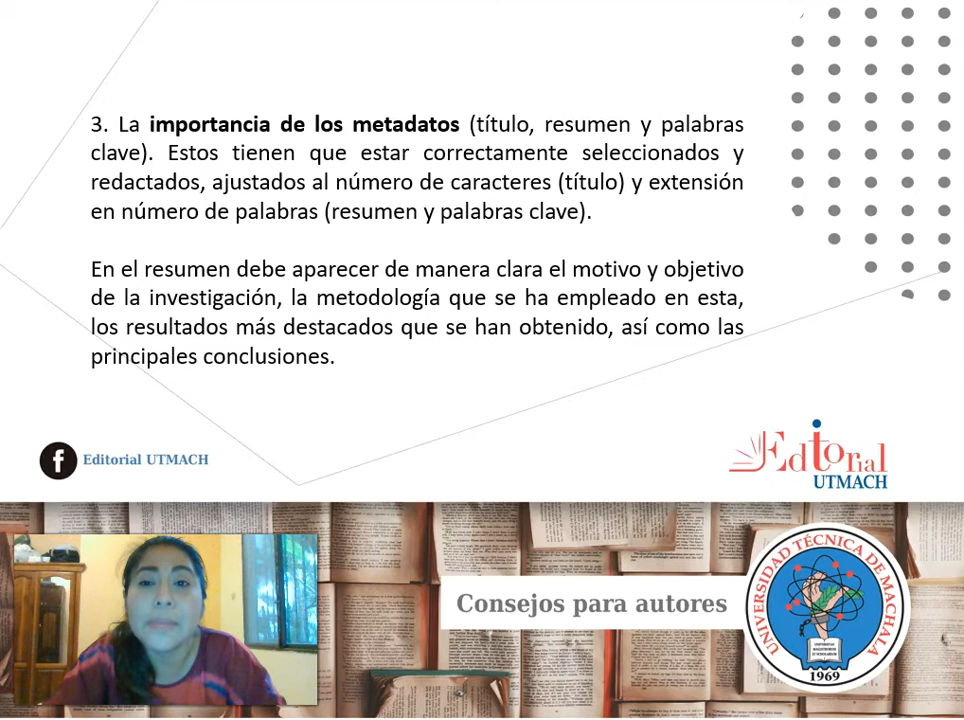 3. La importancia de los metadatos (título, resumen y palabras
clave). Estos tienen que estar correctamente seleccionados y
redactados, ajustados al número de caracteres (título) y extensión
en número de palabras (resumen y palabras clave).
En el resumen debe aparecer de manera clara el motivo y objetivo
de la investigación, la metodología que se ha empleado en esta,
los resultados más destacados que se han obtenido, así como las
principales conclusiones.
f Editorial UTMACH
Editorial
UTMACH
Consejos para autores
UNIVERSIDAD TÉCNICA DE MACHALA
1969